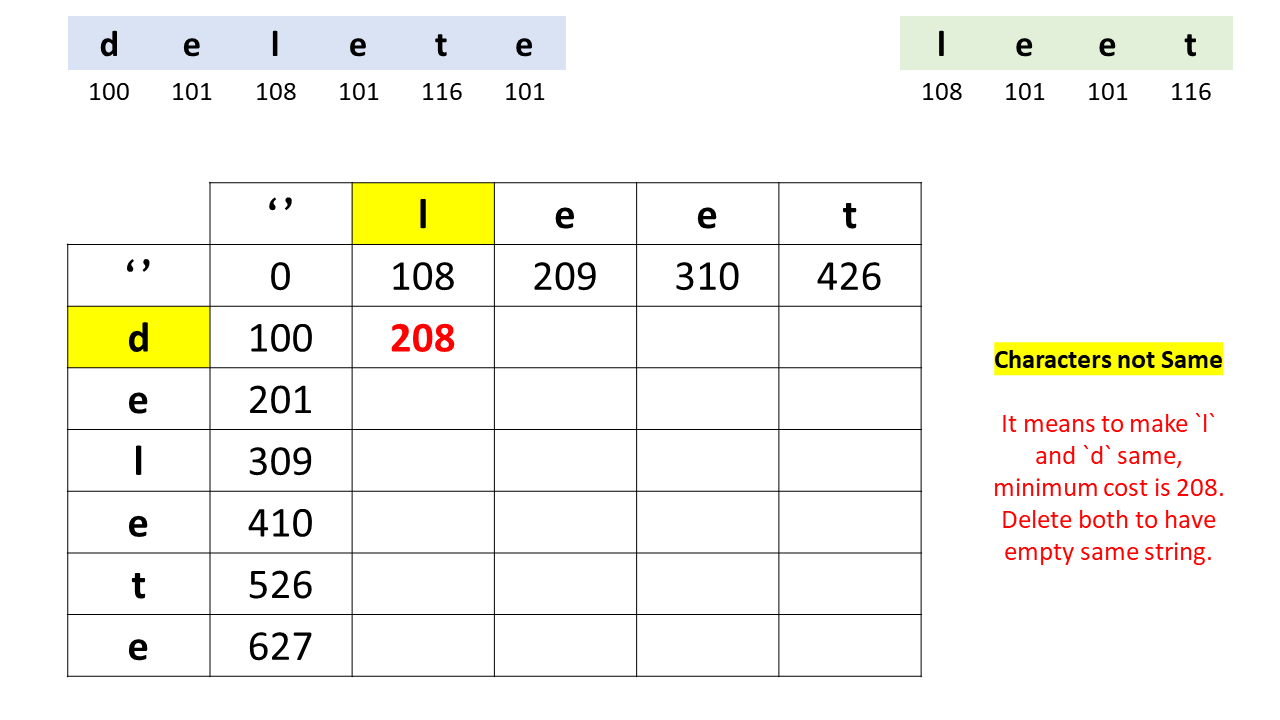 d e l e t e
100 101 108 101 116 101
l e e t
108 101 101 116
‘’ l e e t
‘’ 0 108 209 310 426
d 100 208
e 201
l 309
e 410
t 526
e 627
Characters not Same
It means to make `l`
and `d` same,
minimum cost is 208.
Delete both to have
empty same string.